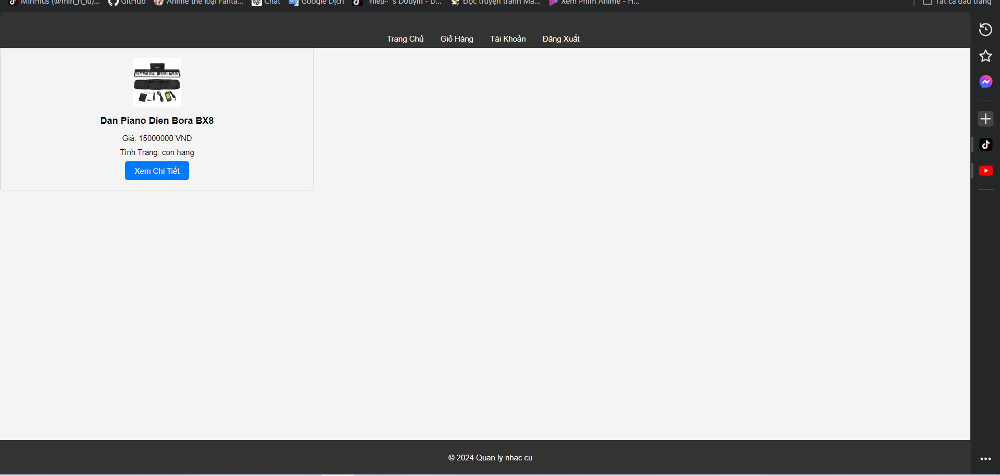 MinHius (@min_h_iu)...
GitHub
Anime thể loại Fanta...
Chat
Google Dịch
s Douyin - D...
Đọc truyện tranh Ma...
Xem Phim Anime - H...
Tất cả dấu trang
Trang Chủ
Giỏ Hàng
Tài Khoản
Đăng Xuất
Dan Piano Dien Bora BX8
Giá: 15000000 VND
Tình Trạng: con hang
Xem Chi Tiết
© 2024 Quan ly nhac cu